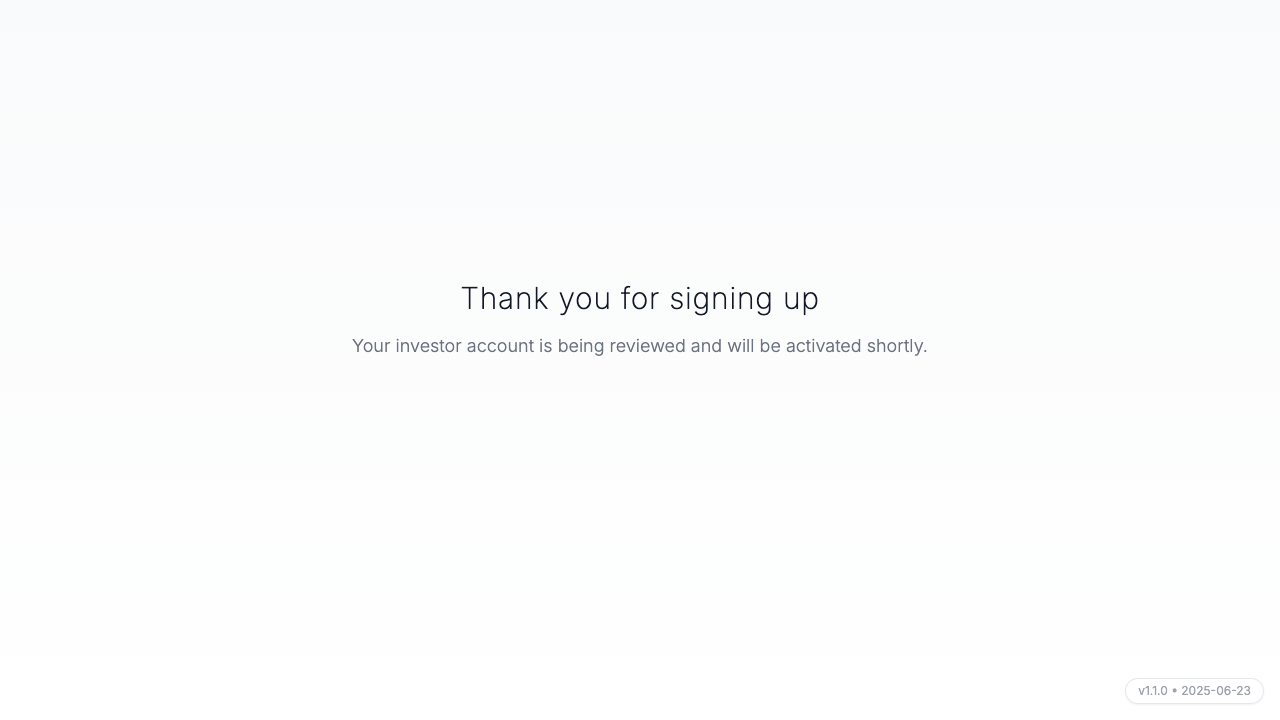 Thank you for signing up
Your investor account is being reviewed and will be activated shortly.
v1.1.0 • 2025-06-23